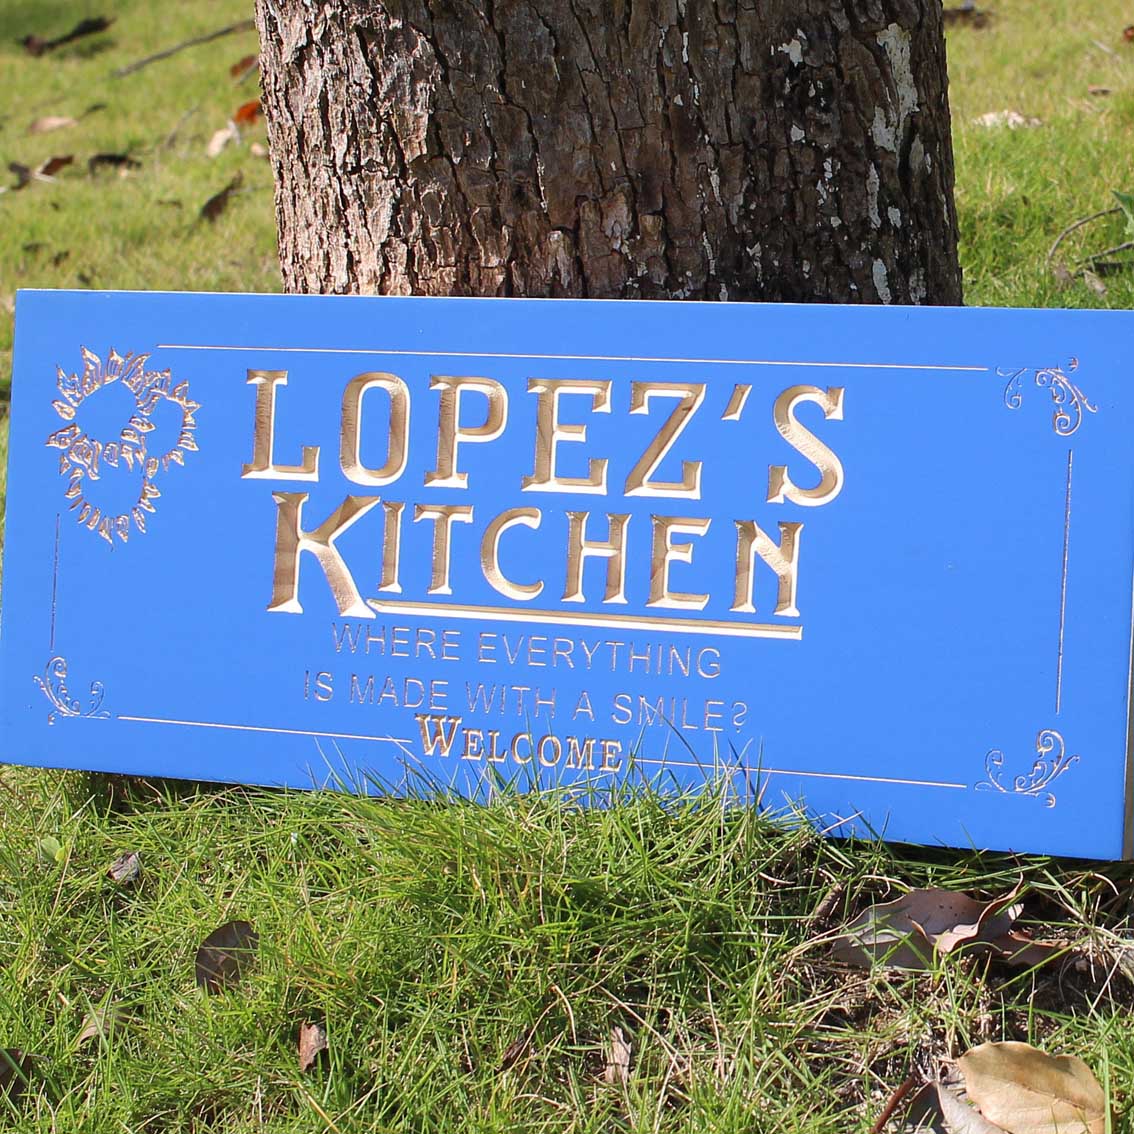 LOPEZ'S
KITCHEN
WHERE EVERYTHING
IS MADE WITH A SMILE?
WELCOME